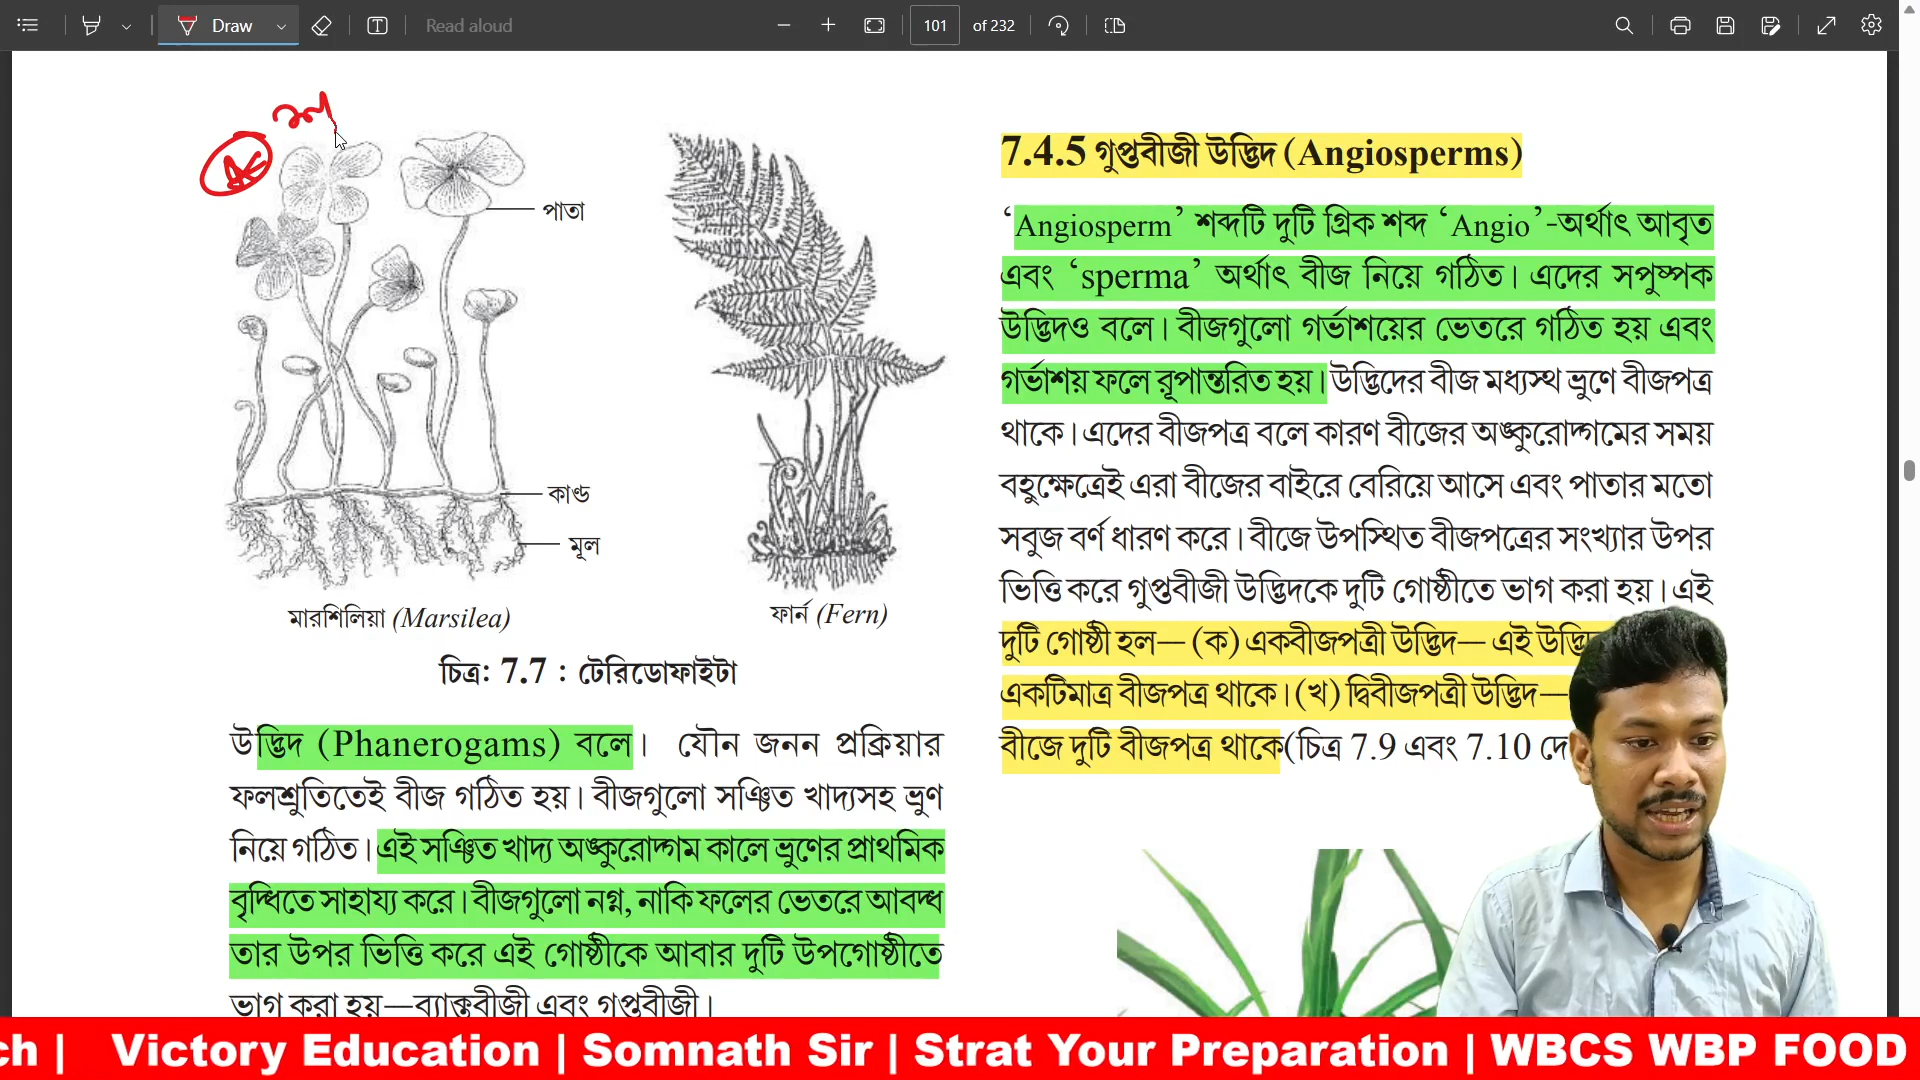 Draw
Read aloud
101
of 232
পাতা
কাণ্ড
মূল
মারশিলিয়া (Marsilea)
ফার্ন (Fern)
চিত্র: 7.7 : টেরিডোফাইটা
উদ্ভিদ (Phanerogams) বলে। যৌন জনন প্রক্রিয়ার
ফলশ্রুতিতেই বীজ গঠিত হয়। বীজগুলো সঞ্চিত খাদ্যসহ ভ্রুণ
নিয়ে গঠিত। এই সঞ্চিত খাদ্য অঙ্কুরোদ্গম কালে ভ্রুণের প্রাথমিক
বৃদ্ধিতে সাহায্য করে। বীজগুলো নগ্ন, নাকি ফলের ভেতরে আবদ্ধ
তার উপর ভিত্তি করে এই গোষ্ঠীকে আবার দুটি উপগোষ্ঠীতে
ভাগ করা হয়—ব্যাক্তবীজী এবং গুপ্তবীজী।
7.4.5 গুপ্তবীজী উদ্ভিদ (Angiosperms)
‘Angiosperm’ শব্দটি দুটি গ্রিক শব্দ ‘Angio’-অর্থাৎ আবৃত
এবং ‘sperma’ অর্থাৎ বীজ নিয়ে গঠিত। এদের সপুষ্পক
উদ্ভিদও বলে। বীজগুলো গর্ভাশয়ের ভেতরে গঠিত হয় এবং
গর্ভাশয় ফলে রূপান্তরিত হয়। উদ্ভিদের বীজ মধ্যস্থ ভ্রুণে বীজপত্র
থাকে। এদের বীজপত্র বলে কারণ বীজের অঙ্কুরোদ্গমের সময়
বহুক্ষেত্রেই এরা বীজের বাইরে বেরিয়ে আসে এবং পাতার মতো
সবুজ বর্ণ ধারণ করে। বীজে উপস্থিত বীজপত্রের সংখ্যার উপর
ভিত্তি করে গুপ্তবীজী উদ্ভিদকে দুটি গোষ্ঠীতে ভাগ করা হয়। এই
দুটি গোষ্ঠী হল— (ক) একবীজপত্রী উদ্ভিদ— এই
একটিমাত্র বীজপত্র থাকে। (খ) দ্বিবীজপত্রী উদ্ভিদ—
বীজে দুটি বীজপত্র থাকে(চিত্র 7.9 এবং 7.10
ch | Victory Education | Somnath Sir | Strat Your Preparation | WBCS WBP FOOD